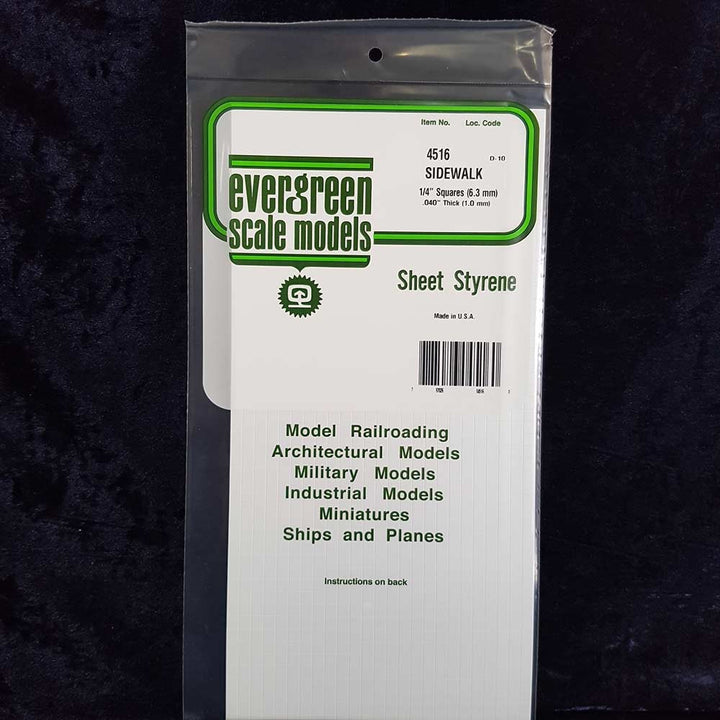 Item No. Loc. Code
4516 D-10
SIDEWALK
1/4" Squares (6.3 mm)
.040" Thick (1.0 mm)
evergreen
scale models
Sheet Styrene
Made in U.S.A.
Model Railroading
Architectural Models
Military Models
Industrial Models
Miniatures
Ships and Planes
Instructions on back